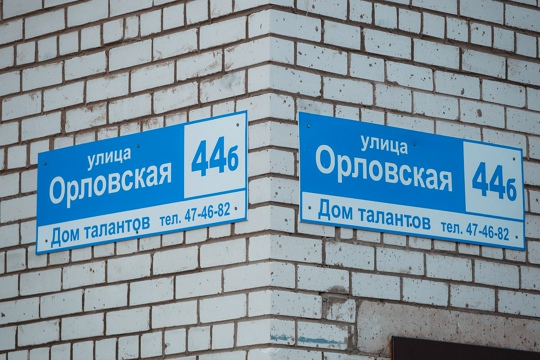 улица
Орловская
44б
Дом талантов тел. 47-46-82
улица
Орловская
44б
Дом талантов тел. 47-46-82